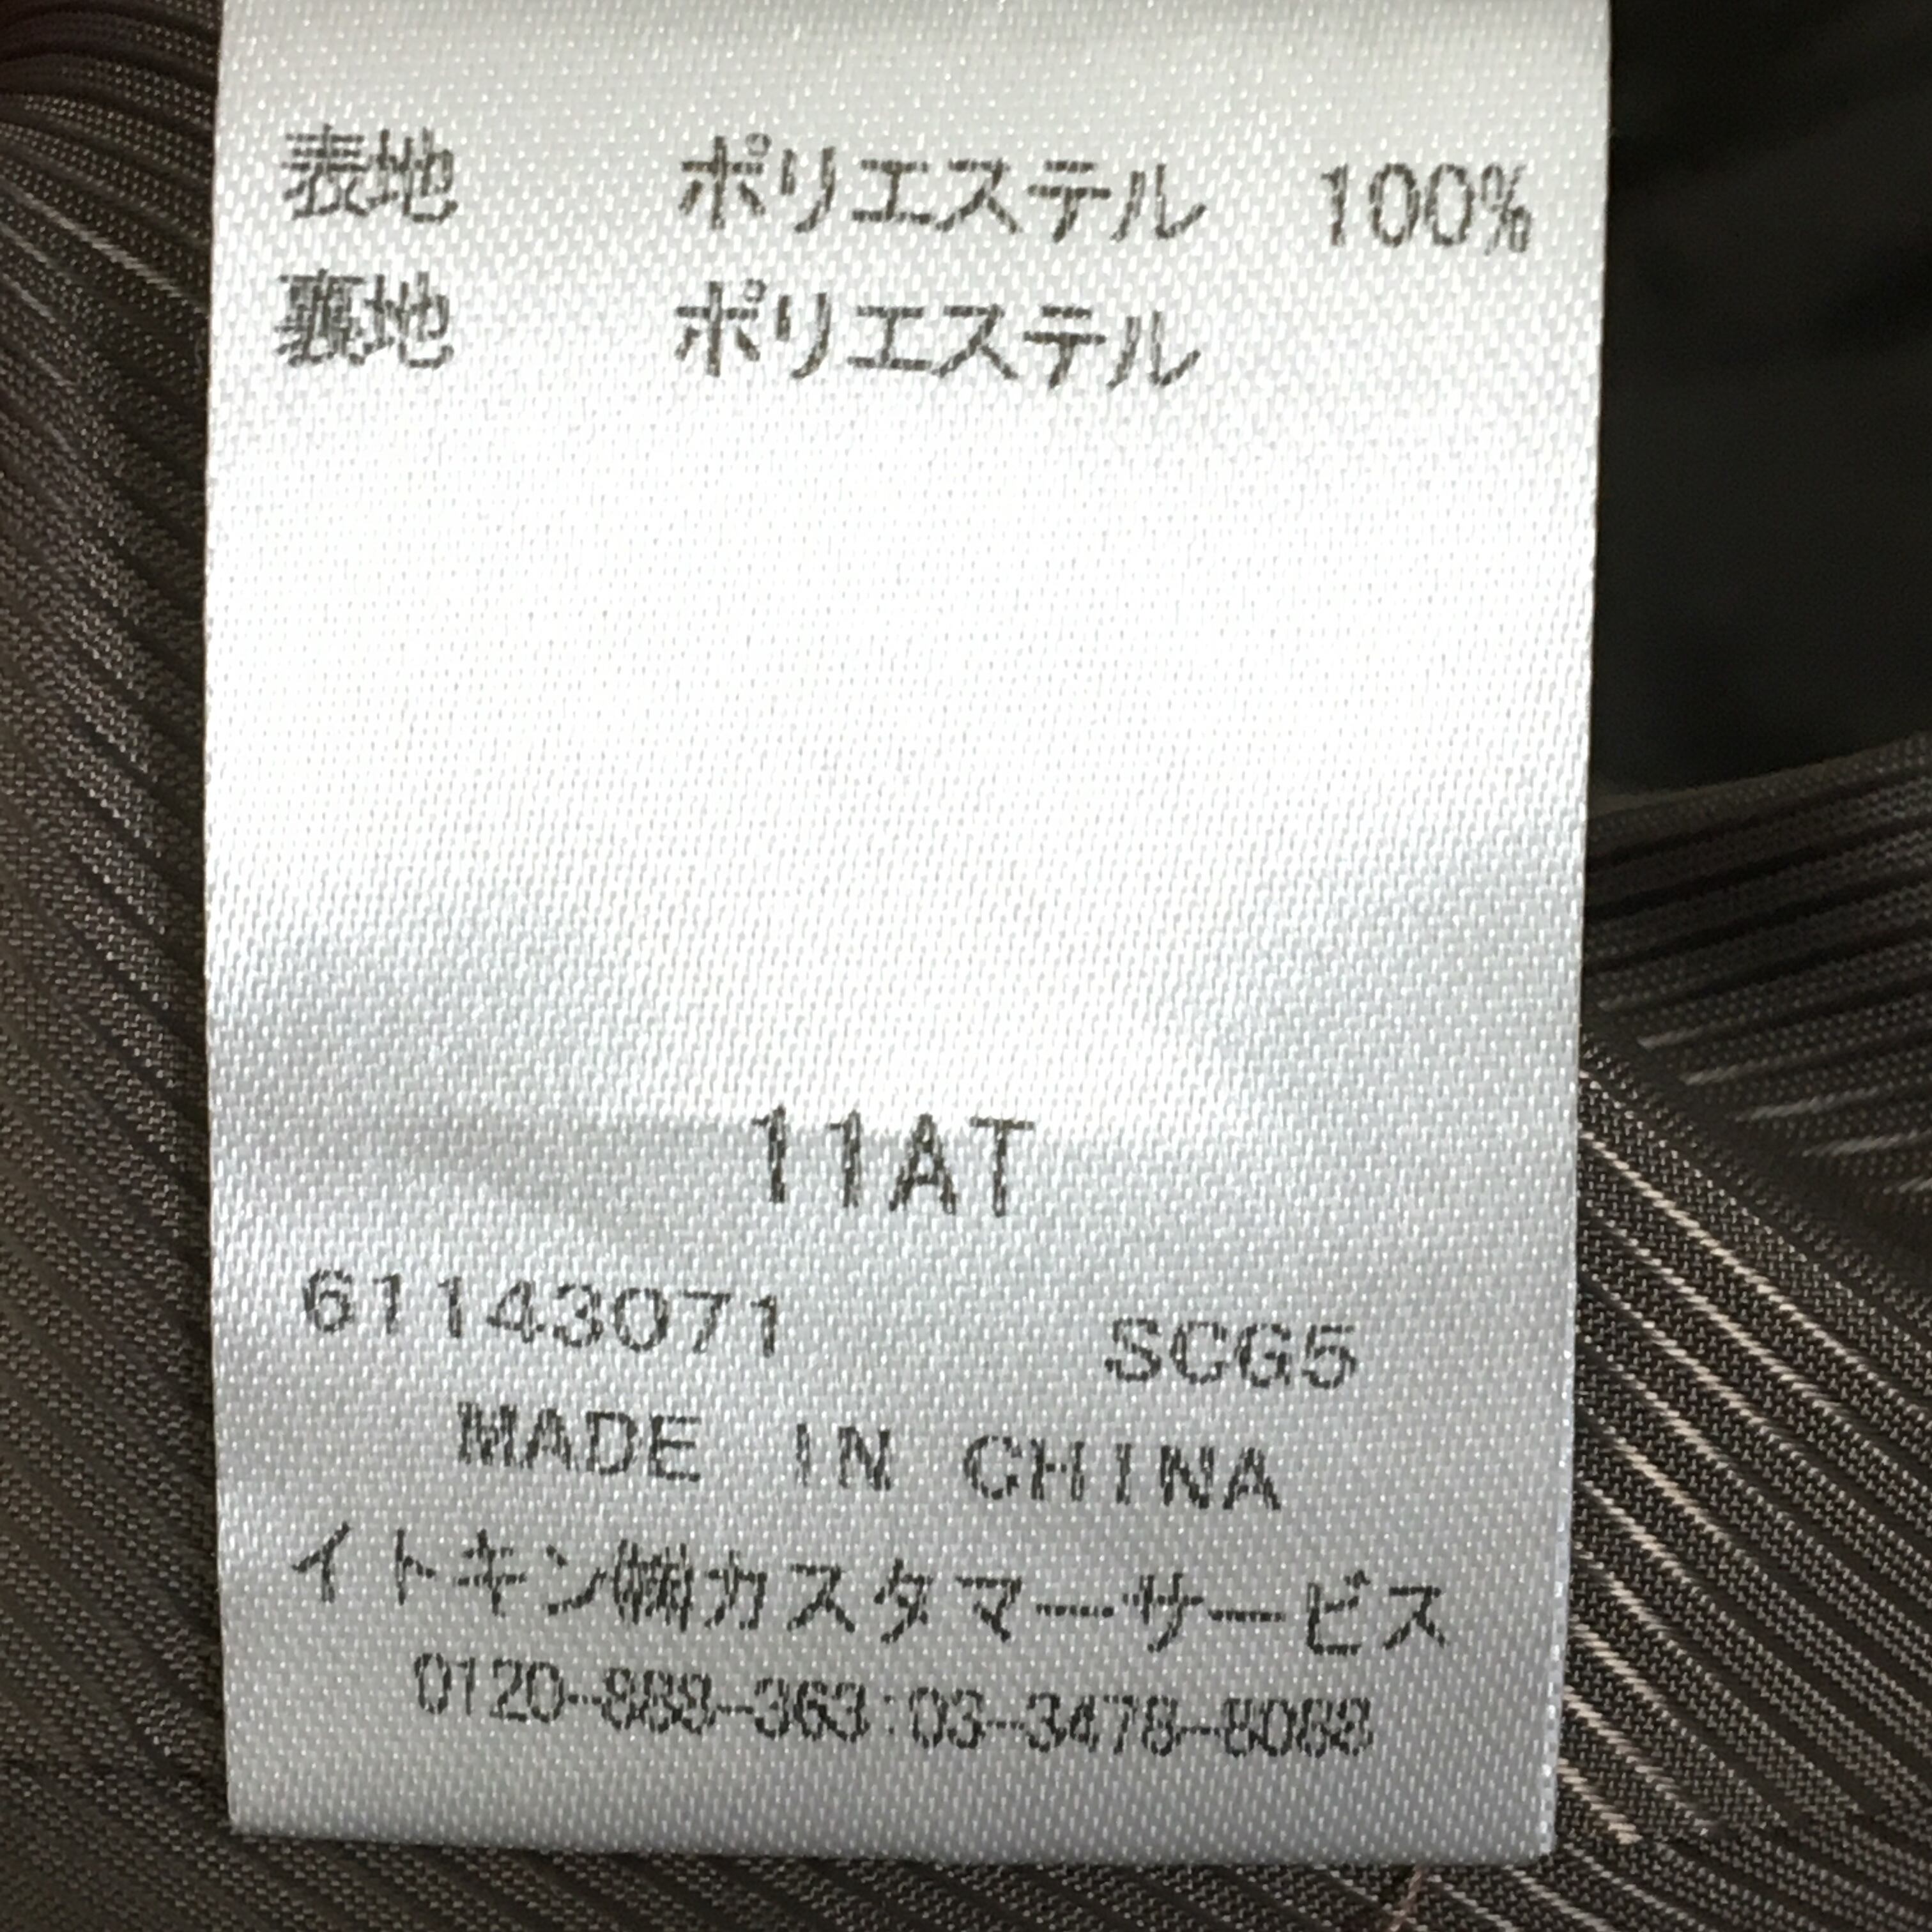 表地 ポリエステル 100%
裏地 ポリエステル
11AT
61143071 SCG5
MADE IN CHINA
イトキン㈱カスタマーサービス
0120-888-363:03-3478-8088